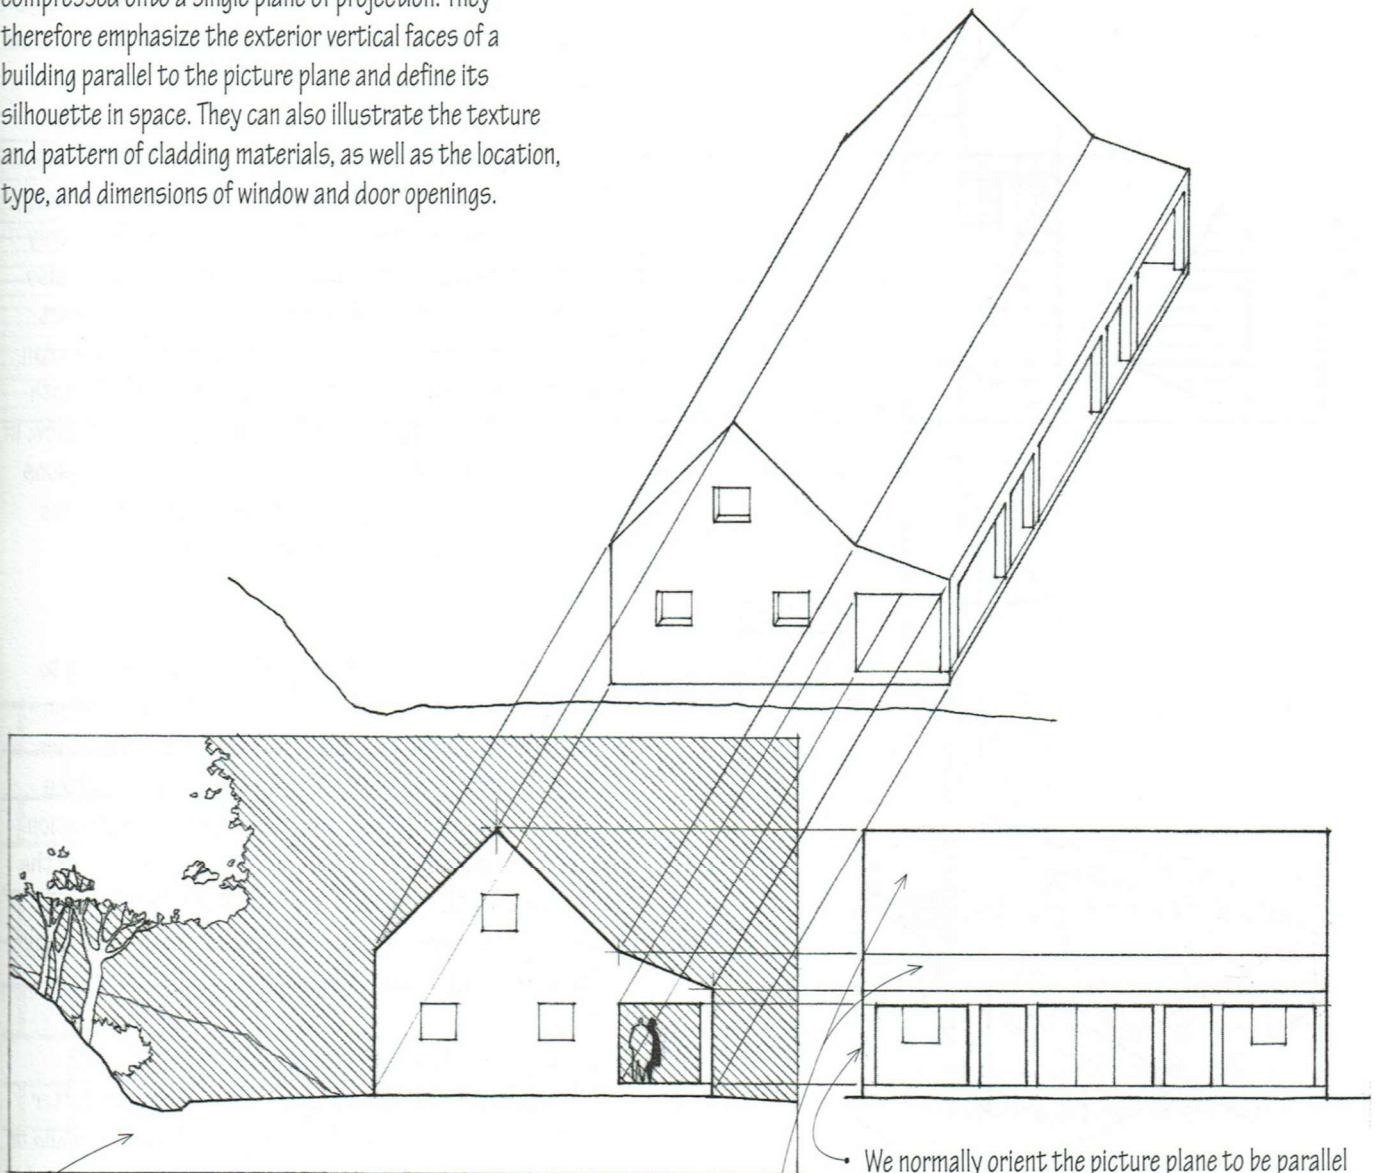 compressed onto a single plane of projection. They
therefore emphasize the exterior vertical faces of a
building parallel to the picture plane and define its
silhouette in space. They can also illustrate the texture
and pattern of cladding materials, as well as the location,
type, and dimensions of window and door openings.
• We normally orient the picture plane to be parallel